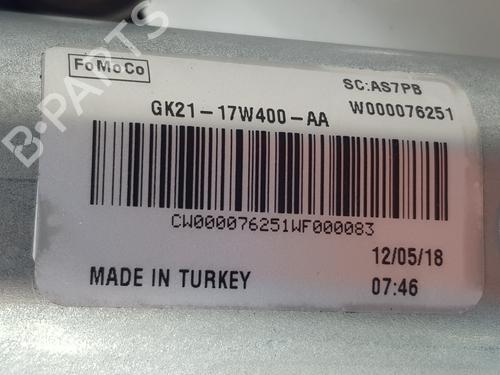 FoMoCo
SC:AS7PB
GK21-17W400-AA
W000076251
CW000076251WF000083
12/05/18
MADE IN TURKEY
07:46
B-PARTS